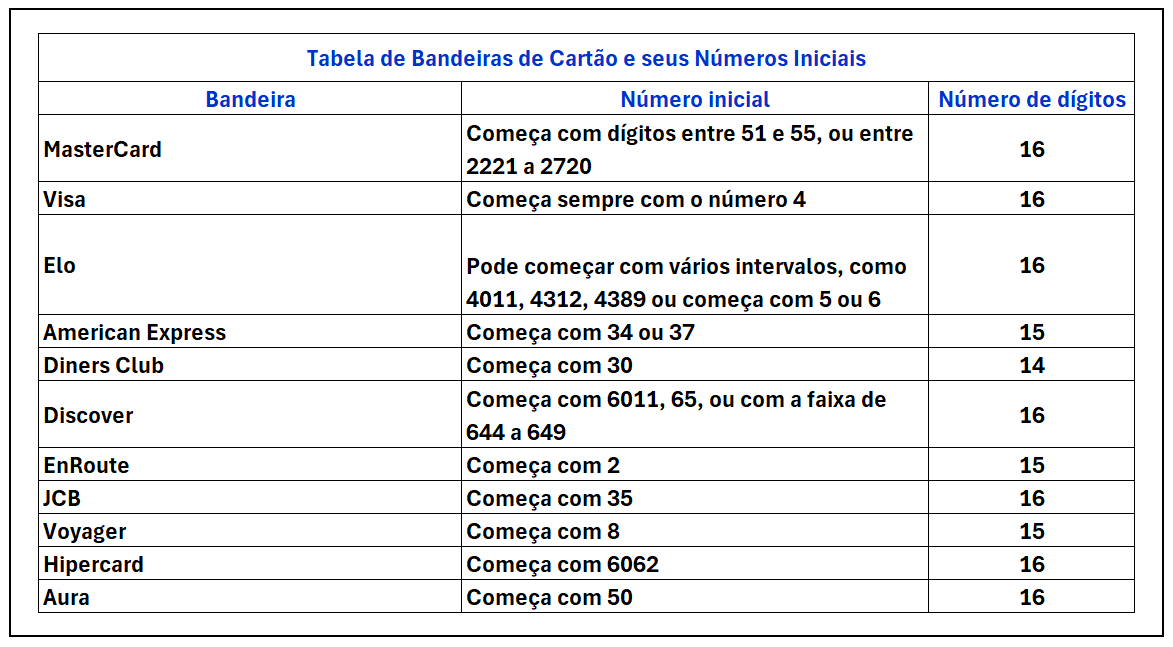 Tabela de Bandeiras de Cartão e seus Números Iniciais
Bandeira Número inicial Número de dígitos
MasterCard Começa com dígitos entre 51 e 55, ou entre
2221 a 2720 16
Visa Começa sempre com o número 4 16
Elo Pode começar com vários intervalos, como
4011, 4312, 4389 ou começa com 5 ou 6 16
American Express Começa com 34 ou 37 15
Diners Club Começa com 30 14
Discover Começa com 6011, 65, ou com a faixa de
644 a 649 16
EnRoute Começa com 2 15
JCB Começa com 35 16
Voyager Começa com 8 15
Hipercard Começa com 6062 16
Aura Começa com 50 16